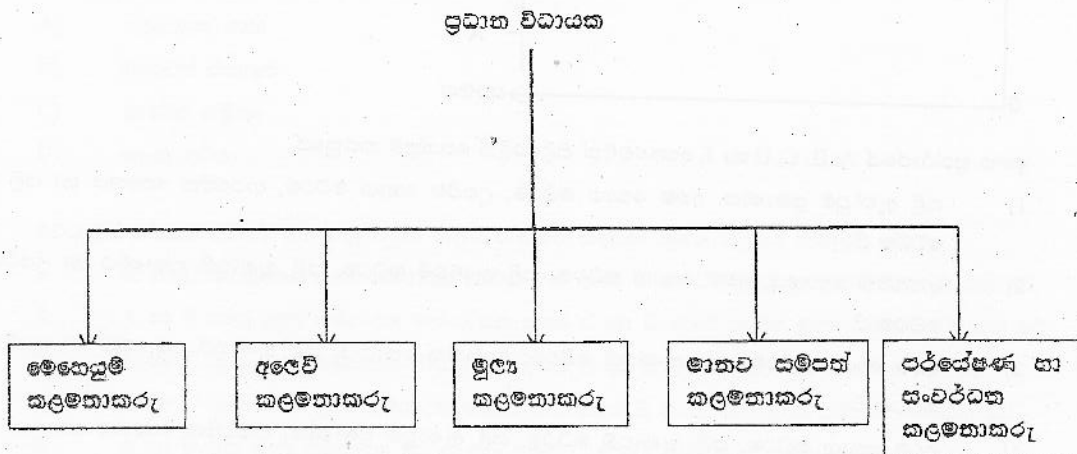 ප්‍රධාන විධායක
මෙහෙයුම්
කළමනාකරු
අලෙවි
කළමනාකරු
මූල්‍ය
කළමනාකරු
මානව සම්පත්
කළමනාකරු
පර්යේෂණ හා
සංවර්ධන
කළමනාකරු